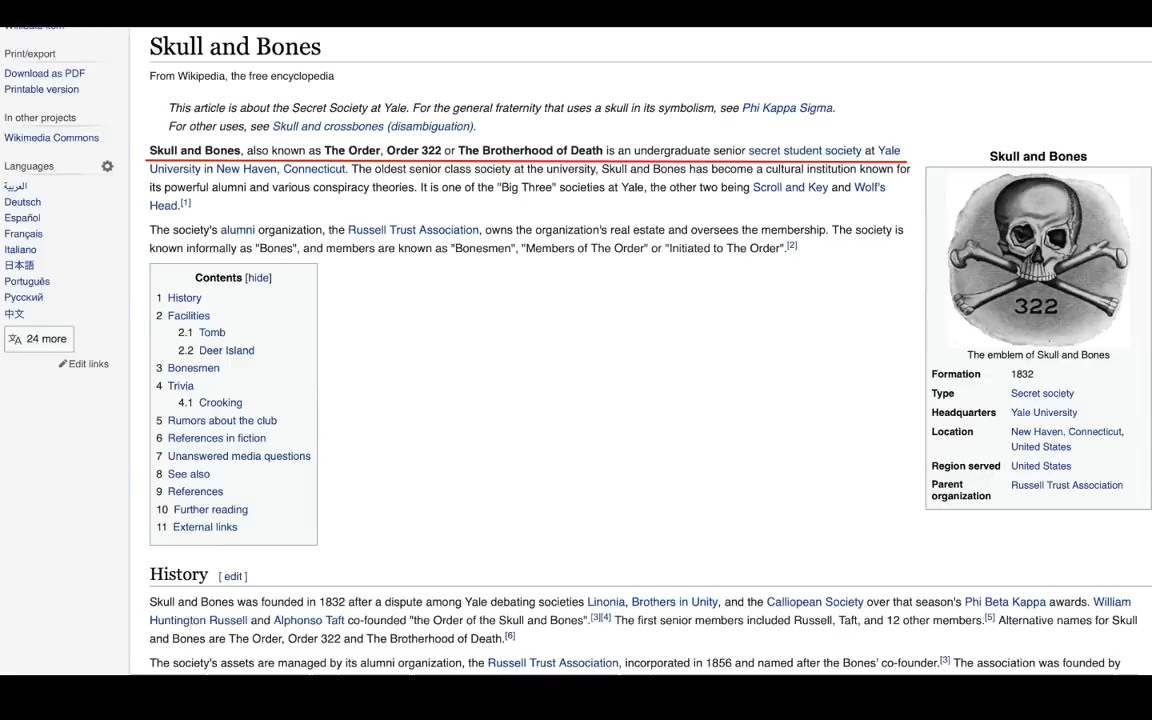 Print/export
Download as PDF
Printable version
In other projects
Wikimedia Commons
Languages
العربية
Deutsch
Español
Français
Italiano
日本語
Português
Русский
中文
24 more
Edit links
Skull and Bones
From Wikipedia, the free encyclopedia
This article is about the Secret Society at Yale. For the general fraternity that uses a skull in its symbolism, see Phi Kappa Sigma.
For other uses, see Skull and crossbones (disambiguation).
Skull and Bones, also known as The Order, Order 322 or The Brotherhood of Death is an undergraduate senior secret student society at Yale
University in New Haven, Connecticut. The oldest senior class society at the university, Skull and Bones has become a cultural institution known for
its powerful alumni and various conspiracy theories. It is one of the "Big Three" societies at Yale, the other two being Scroll and Key and Wolf's
Head.[1]
The society's alumni organization, the Russell Trust Association, owns the organization's real estate and oversees the membership. The society is
known informally as "Bones", and members are known as "Bonesmen", "Members of The Order" or "Initiated to The Order".[2]
Contents [hide]
1 History
2 Facilities
2.1 Tomb
2.2 Deer Island
3 Bonesmen
4 Trivia
4.1 Crooking
5 Rumors about the club
6 References in fiction
7 Unanswered media questions
8 See also
9 References
10 Further reading
11 External links
Skull and Bones
322
The emblem of Skull and Bones
Formation 1832
Type Secret society
Headquarters Yale University
Location New Haven, Connecticut,
United States
Region served United States
Parent Russell Trust Association
organization
History [ edit ]
Skull and Bones was founded in 1832 after a dispute among Yale debating societies Linonia, Brothers in Unity, and the Calliopean Society over that season's Phi Beta Kappa awards. William
Huntington Russell and Alphonso Taft co-founded "the Order of the Skull and Bones".[3][4] The first senior members included Russell, Taft, and 12 other members.[5] Alternative names for Skull
and Bones are The Order, Order 322 and The Brotherhood of Death.[6]
The society's assets are managed by its alumni organization, the Russell Trust Association, incorporated in 1856 and named after the Bones' co-founder.[3] The association was founded by